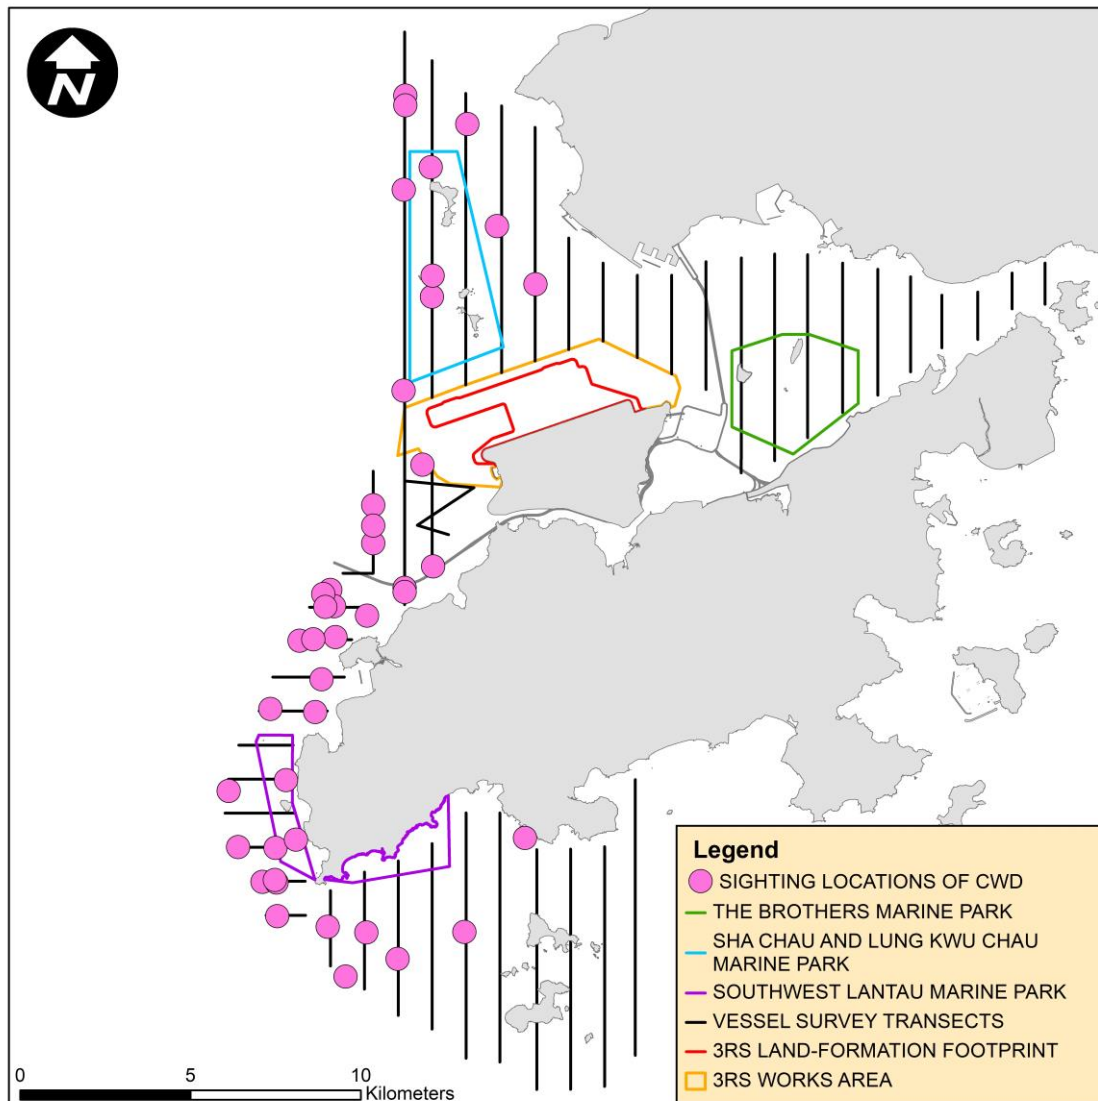 N
Legend
SIGHTING LOCATIONS OF CWD
THE BROTHERS MARINE PARK
SHA CHAU AND LUNG KWU CHAU
MARINE PARK
SOUTHWEST LANTAU MARINE PARK
VESSEL SURVEY TRANSECTS
3RS LAND-FORMATION FOOTPRINT
3RS WORKS AREA
0 5 10
Kilometers